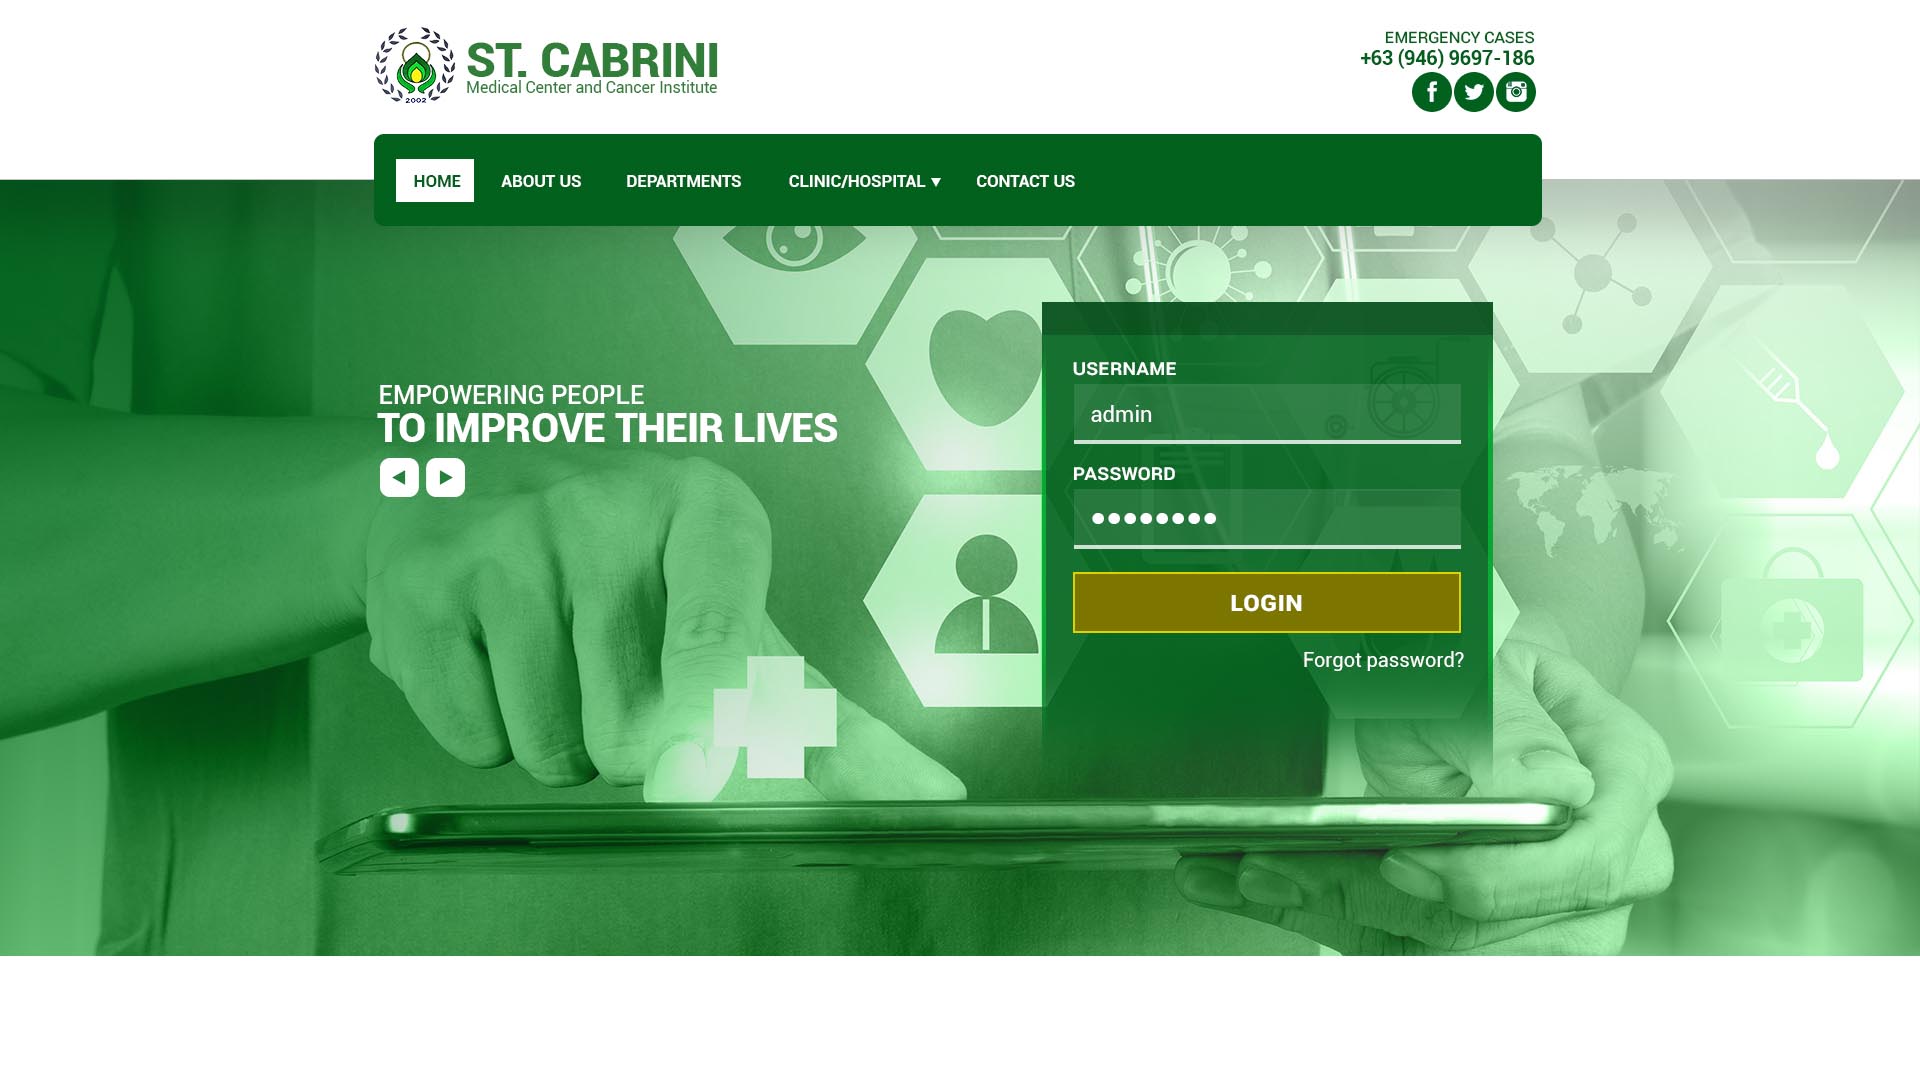 ST. CABRINI
Medical Center and Cancer Institute
2002
EMERGENCY CASES
+63 (946) 9697-186
HOME
ABOUT US
DEPARTMENTS
CLINIC/HOSPITAL
CONTACT US
EMPOWERING PEOPLE
TO IMPROVE THEIR LIVES
USERNAME
admin
PASSWORD
LOGIN
Forgot password?